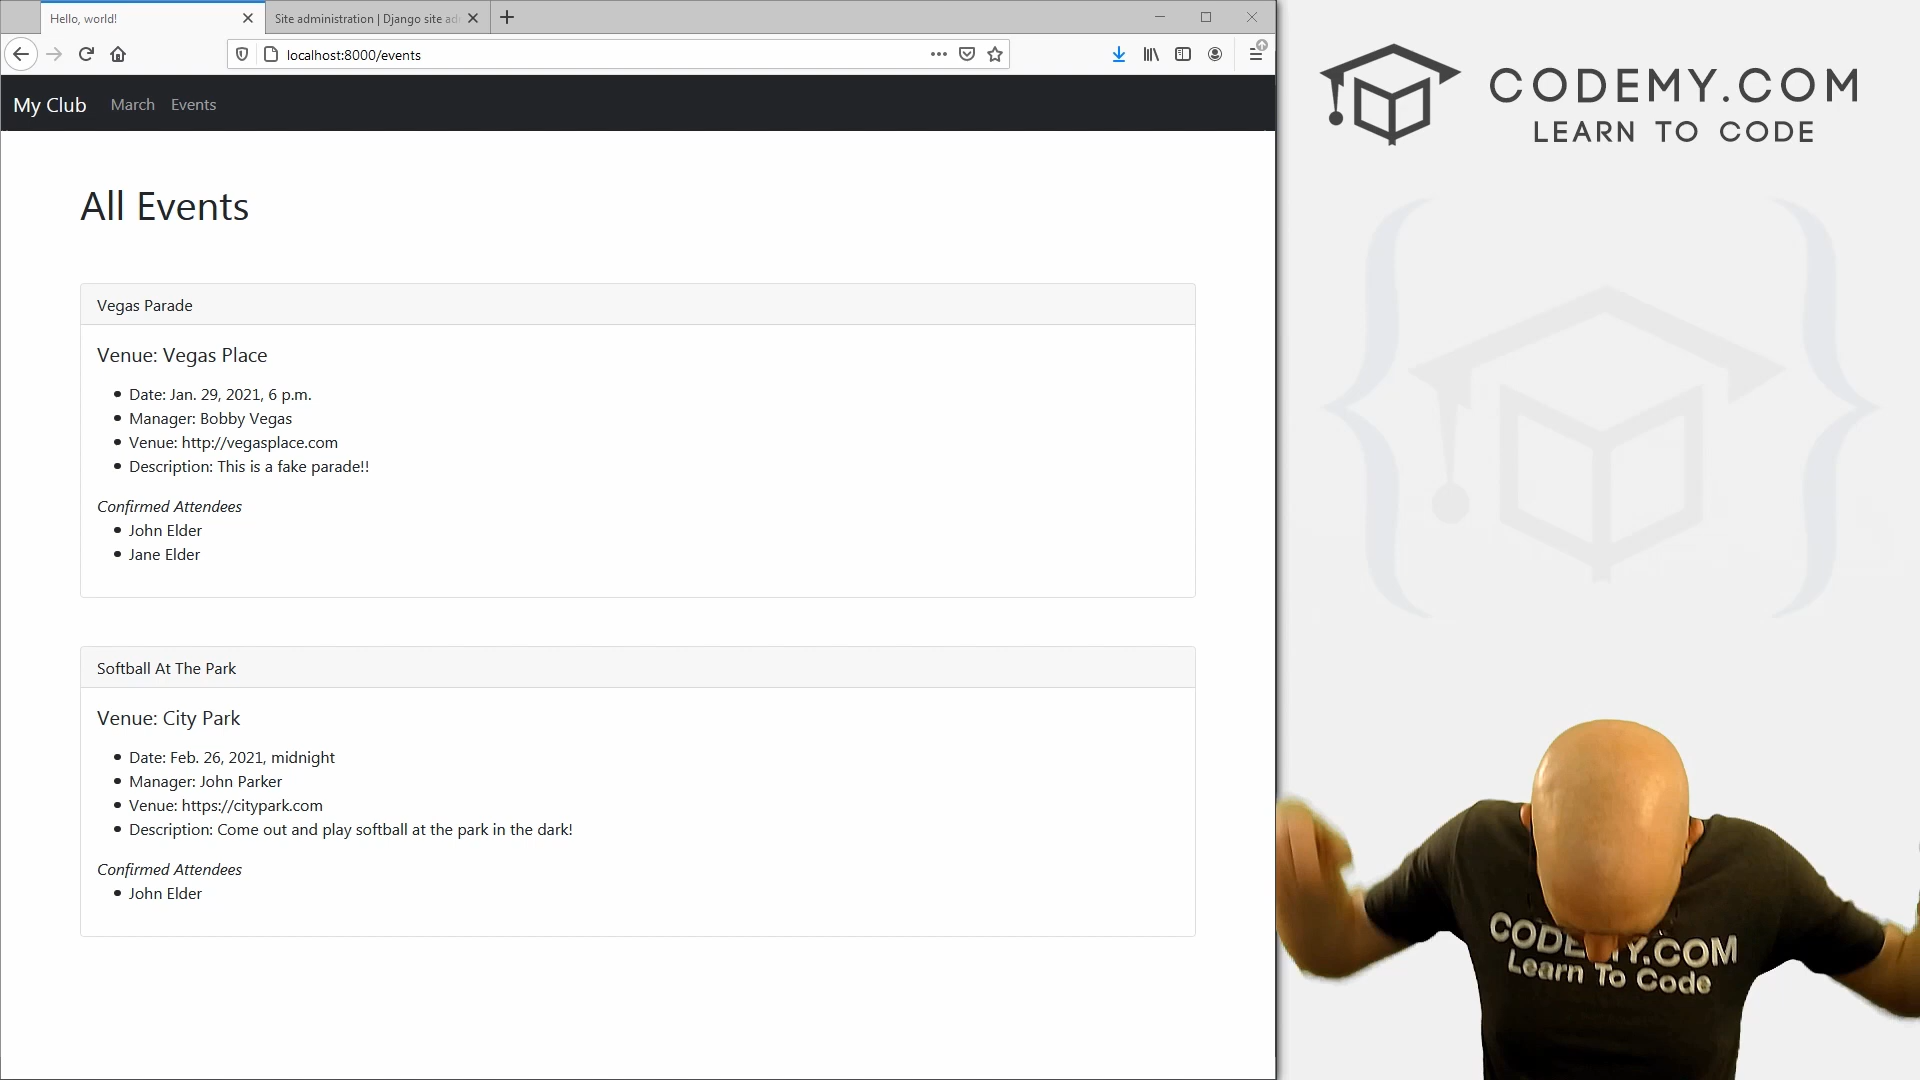 Hello, world!
Site administration | Django site ad
localhost:8000/events
My Club
March
Events
All Events
Vegas Parade
Venue: Vegas Place
Date: Jan. 29, 2021, 6 p.m.
Manager: Bobby Vegas
Venue: http://vegasplace.com
Description: This is a fake parade!!
Confirmed Attendees
John Elder
Jane Elder
Softball At The Park
Venue: City Park
Date: Feb. 26, 2021, midnight
Manager: John Parker
Venue: https://citypark.com
Description: Come out and play softball at the park in the dark!
Confirmed Attendees
John Elder
CODEMY.COM
LEARN TO CODE
Learn To Code